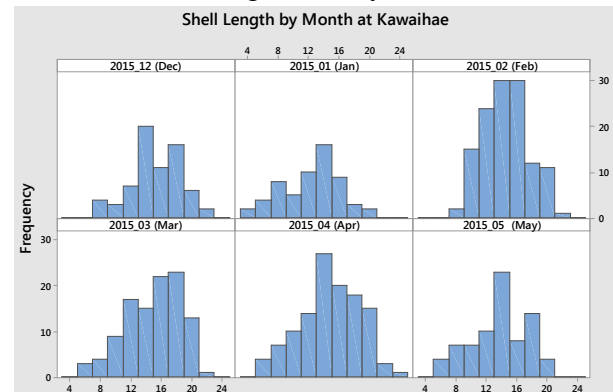 Shell Length by Month at Kawaihae
4 8 12 16 20 24
2015_12 (Dec) 2015_01 (Jan) 2015_02 (Feb)
30
20
10
0
Frequency
2015_03 (Mar) 2015_04 (Apr) 2015_05 (May)
30
20
10
0
4 8 12 16 20 24 4 8 12 16 20 24